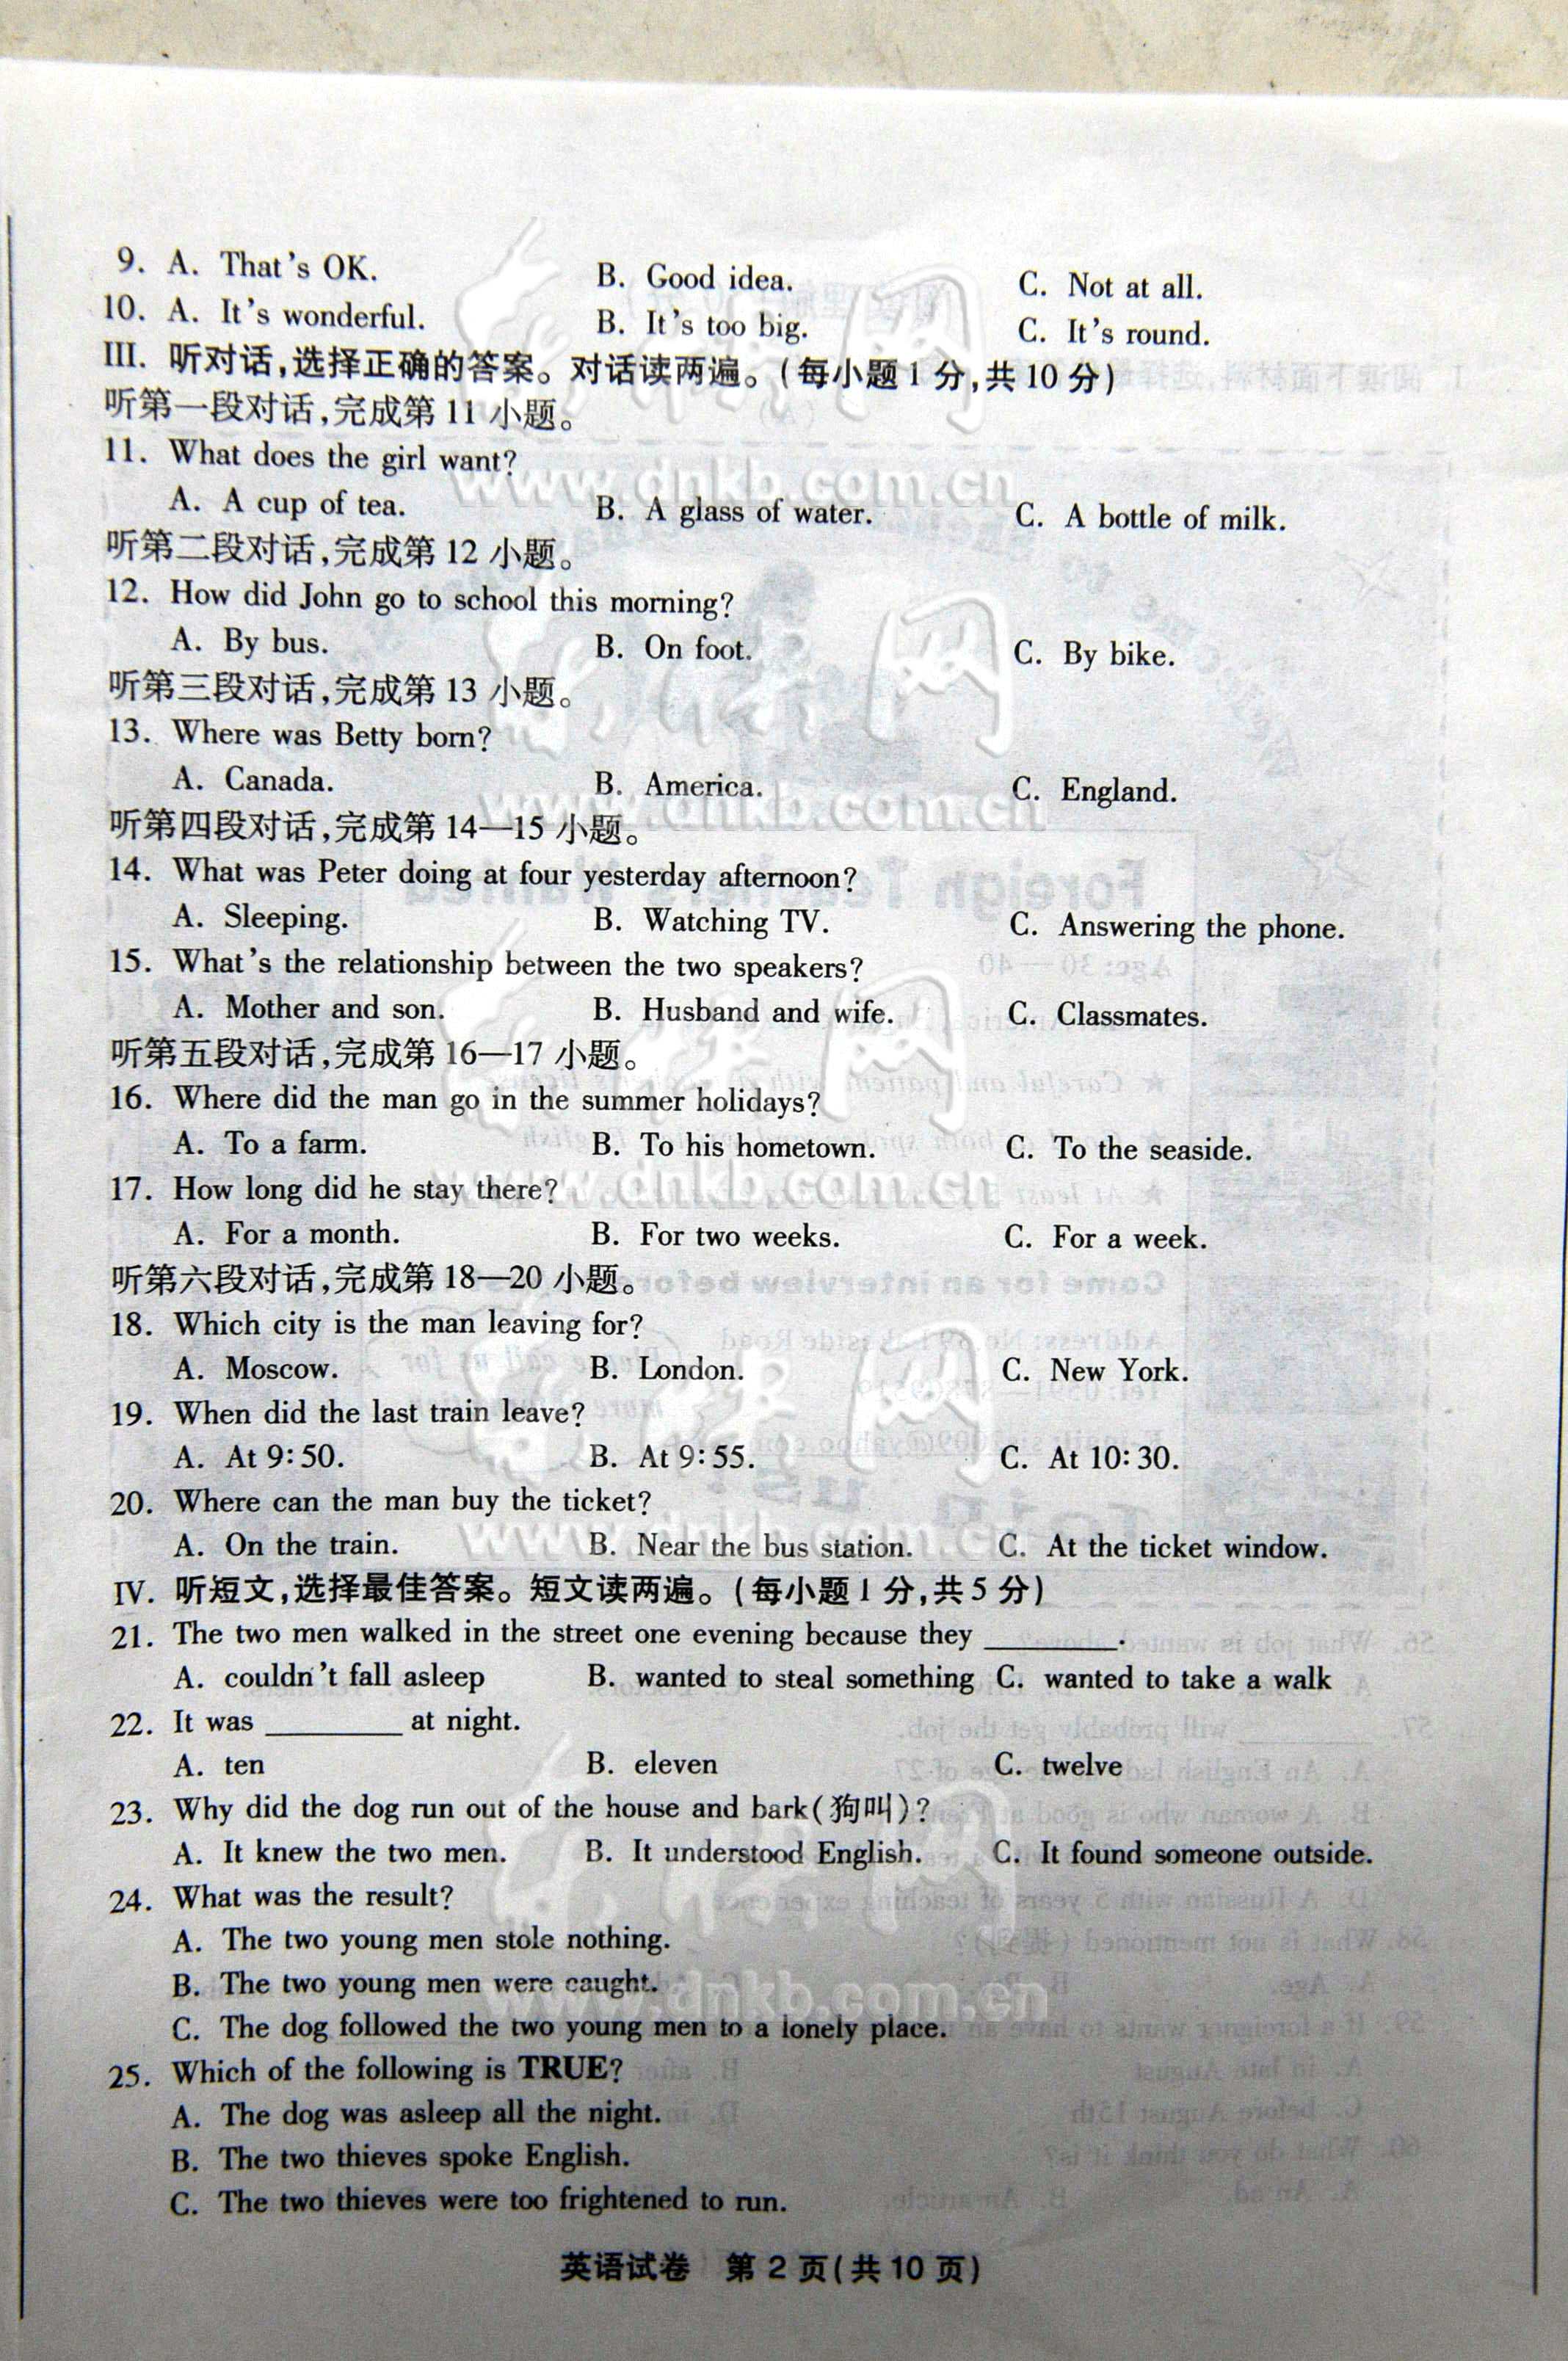 9. A. That's OK. B. Good idea. C. Not at all.
10. A. It's wonderful. B. It's too big. C. It's round.
III. 听对话,选择正确的答案。对话读两遍。(每小题1分,共10分)
听第一段对话,完成第11小题。
11. What does the girl want?
A. A cup of tea. B. A glass of water. C. A bottle of milk.
听第二段对话,完成第12小题。
12. How did John go to school this morning?
A. By bus. B. On foot. C. By bike.
听第三段对话,完成第13小题。
13. Where was Betty born?
A. Canada. B. America. C. England.
听第四段对话,完成第14—15小题。
14. What was Peter doing at four yesterday afternoon?
A. Sleeping. B. Watching TV. C. Answering the phone.
15. What's the relationship between the two speakers?
A. Mother and son. B. Husband and wife. C. Classmates.
听第五段对话,完成第16—17小题。
16. Where did the man go in the summer holidays?
A. To a farm. B. To his hometown. C. To the seaside.
17. How long did he stay there?
A. For a month. B. For two weeks. C. For a week.
听第六段对话,完成第18—20小题。
18. Which city is the man leaving for?
A. Moscow. B. London. C. New York.
19. When did the last train leave?
A. At 9:50. B. At 9:55. C. At 10:30.
20. Where can the man buy the ticket?
A. On the train. B. Near the bus station. C. At the ticket window.
IV. 听短文,选择最佳答案。短文读两遍。(每小题1分,共5分)
21. The two men walked in the street one evening because they ________.
A. couldn't fall asleep B. wanted to steal something C. wanted to take a walk
22. It was ________ at night.
A. ten B. eleven C. twelve
23. Why did the dog run out of the house and bark(狗叫)?
A. It knew the two men. B. It understood English. C. It found someone outside.
24. What was the result?
A. The two young men stole nothing.
B. The two young men were caught.
C. The dog followed the two young men to a lonely place.
25. Which of the following is TRUE?
A. The dog was asleep all the night.
B. The two thieves spoke English.
C. The two thieves were too frightened to run.
英语试卷 第2页(共10页)
www.dnkb.com.cn
www.dnkb.com.cn
www.dnkb.com.cn
www.dnkb.com.cn
www.dnkb.com.cn